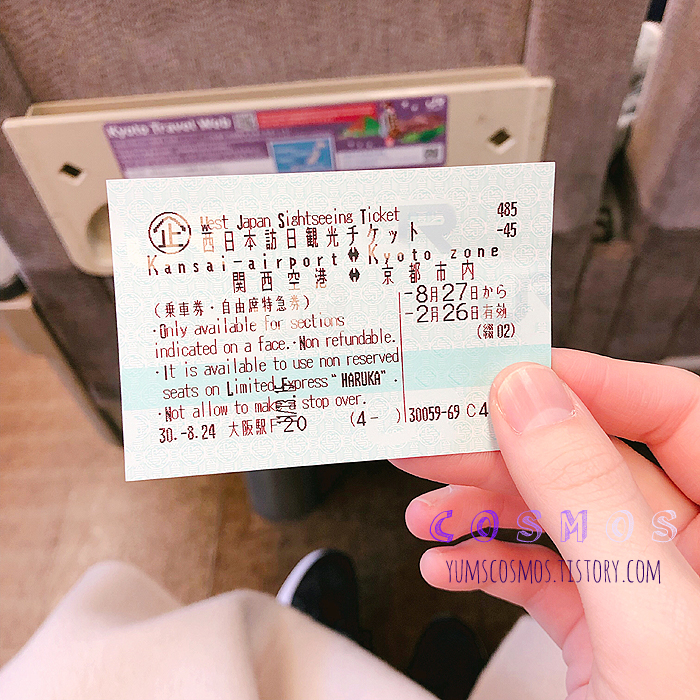 Kyoto Travel Web
企 West Japan Sightseeing Ticket 485
西日本訪日観光チケット -45
Kansai-airport ⇔ Kyoto zone
関西空港 ⇔ 京都市内
(乗車券・自由席特急券) -8月27日から
・Only available for sections -2月26日有効
indicated on a face.・Non refundable. (綴02)
・It is available to use non reserved
seats on Limited Express "HARUKA".
・Not allow to make a stop over.
30.-8.24 大阪駅F20 (4- ) 30059-69 C4
COSMOS
YUMSCOSMOS.TISTORY.COM